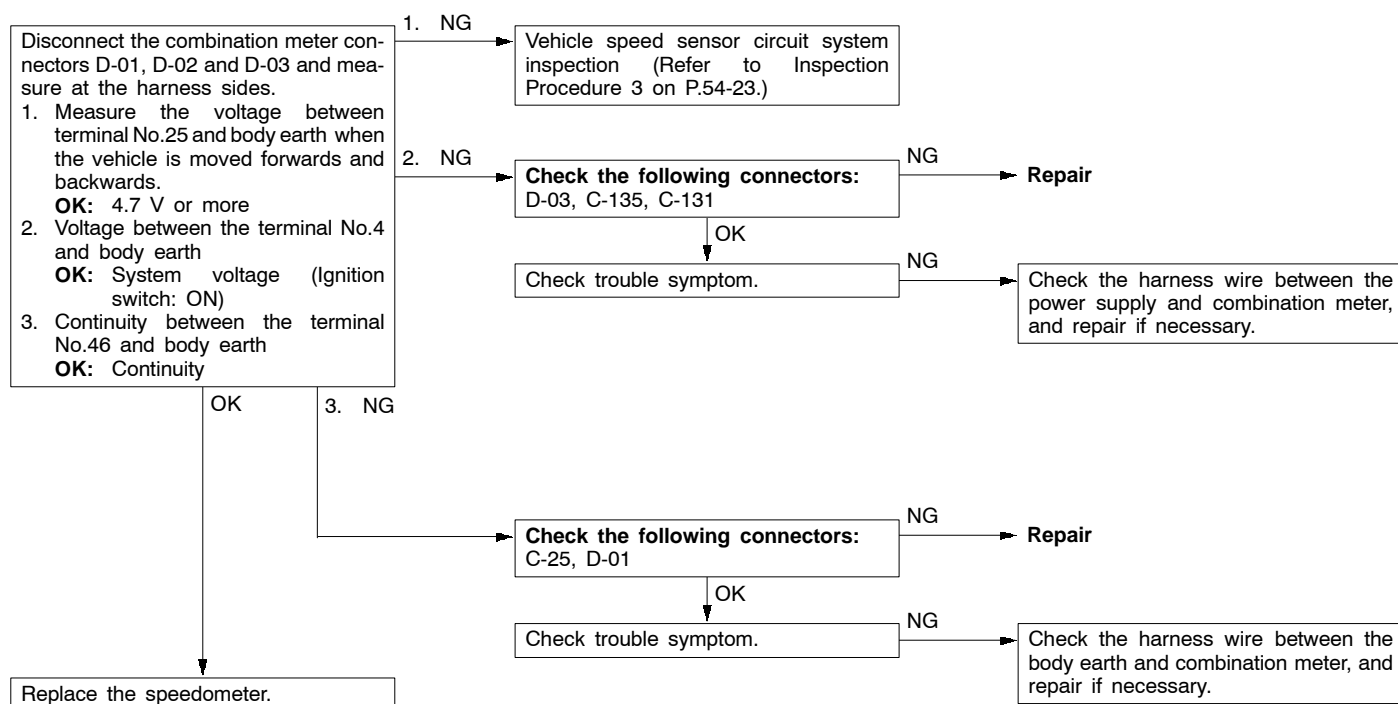 Disconnect the combination meter con-
nectors D-01, D-02 and D-03 and mea-
sure at the harness sides.
1. Measure the voltage between
terminal No.25 and body earth when
the vehicle is moved forwards and
backwards.
OK: 4.7 V or more
2. Voltage between the terminal No.4
and body earth
OK: System voltage (Ignition
switch: ON)
3. Continuity between the terminal
No.46 and body earth
OK: Continuity
1. NG
Vehicle speed sensor circuit system
inspection (Refer to Inspection
Procedure 3 on P.54-23.)
2. NG
Check the following connectors:
D-03, C-135, C-131
NG
Repair
OK
Check trouble symptom.
NG
Check the harness wire between the
power supply and combination meter,
and repair if necessary.
OK
3. NG
Check the following connectors:
C-25, D-01
NG
Repair
OK
Check trouble symptom.
NG
Check the harness wire between the
body earth and combination meter, and
repair if necessary.
Replace the speedometer.